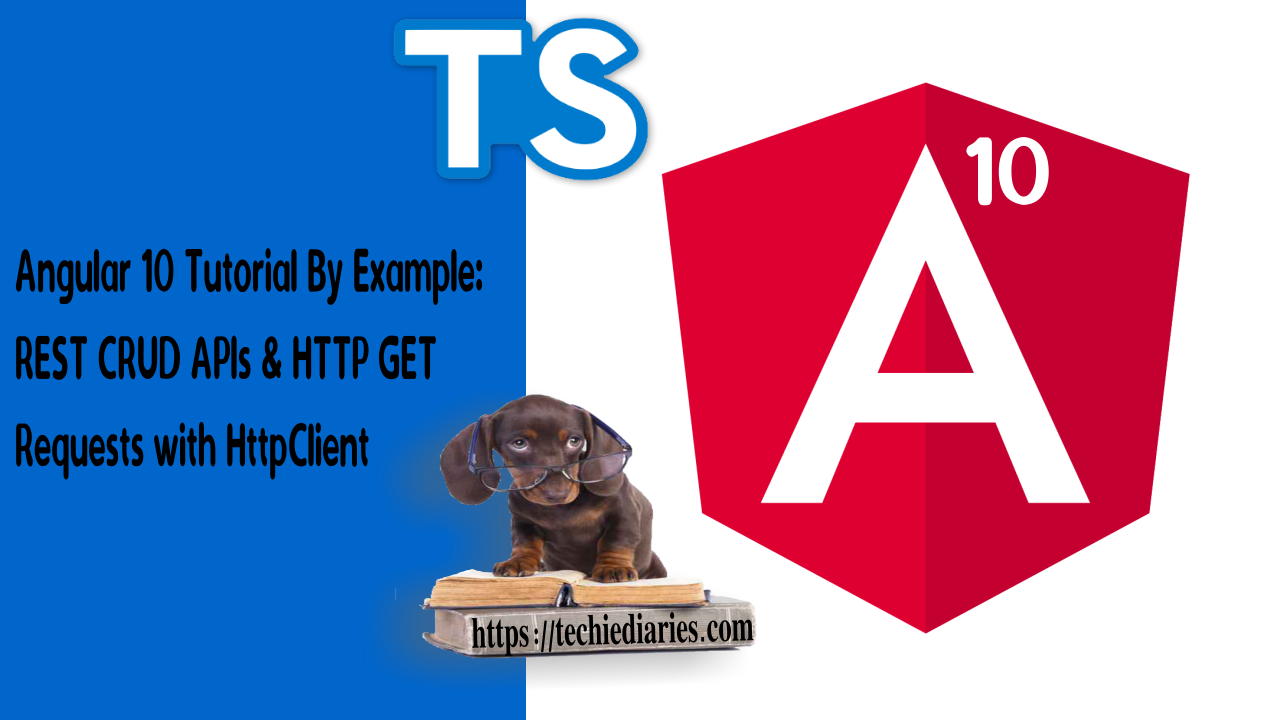 TS
10
A
Angular 10 Tutorial By Example:
REST CRUD APIs & HTTP GET
Requests with HttpClient
https://techiediaries.com